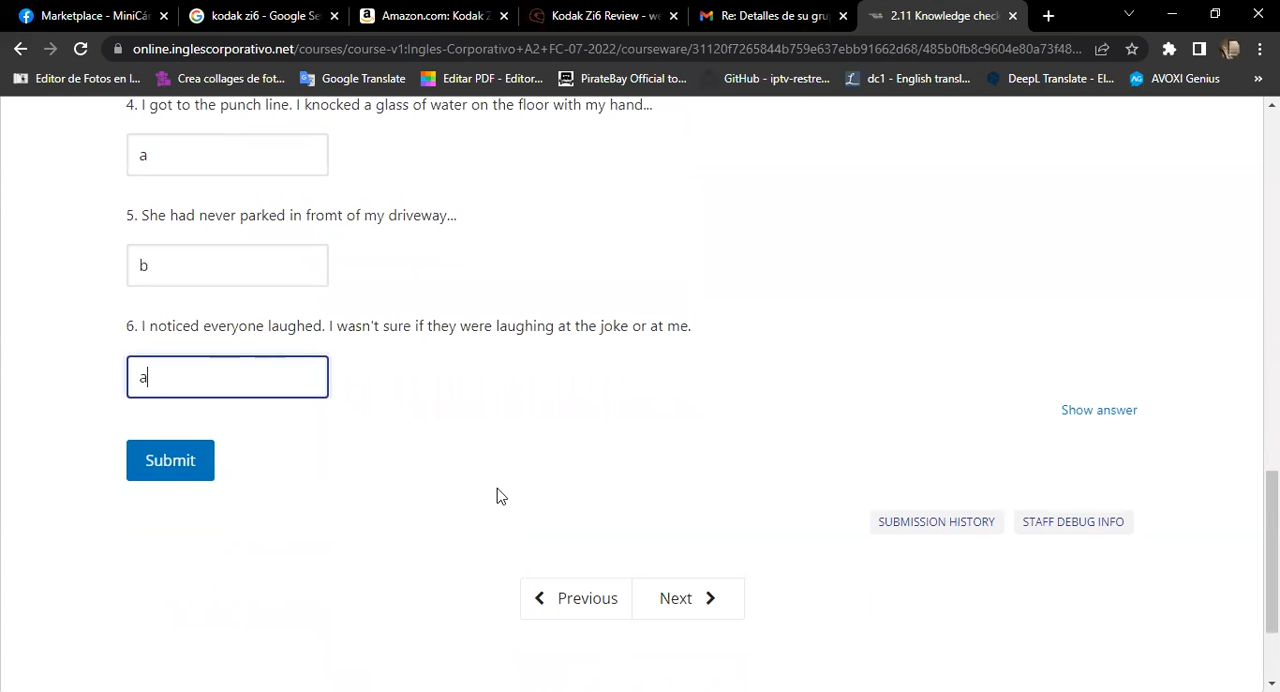 Marketplace - MiniCár
kodak zi6 - Google Se
Amazon.com: Kodak Z
Kodak Zi6 Review - we
Re: Detalles de su gru
2.11 Knowledge check
online.inglescorporativo.net/courses/course-v1:Ingles-Corporativo+A2+FC-07-2022/courseware/31120f7265844b759e637ebb91662d68/485b0fb8c9604e80a73f48...
Editor de Fotos en l...
Crea collages de fot...
Google Translate
Editar PDF - Editor...
PirateBay Official to...
GitHub - iptv-restre...
dc1 - English transl...
DeepL Translate - El...
AVOXI Genius
4. I got to the punch line. I knocked a glass of water on the floor with my hand...
a
5. She had never parked in fromt of my driveway...
b
6. I noticed everyone laughed. I wasn't sure if they were laughing at the joke or at me.
a
Show answer
Submit
SUBMISSION HISTORY
STAFF DEBUG INFO
Previous
Next